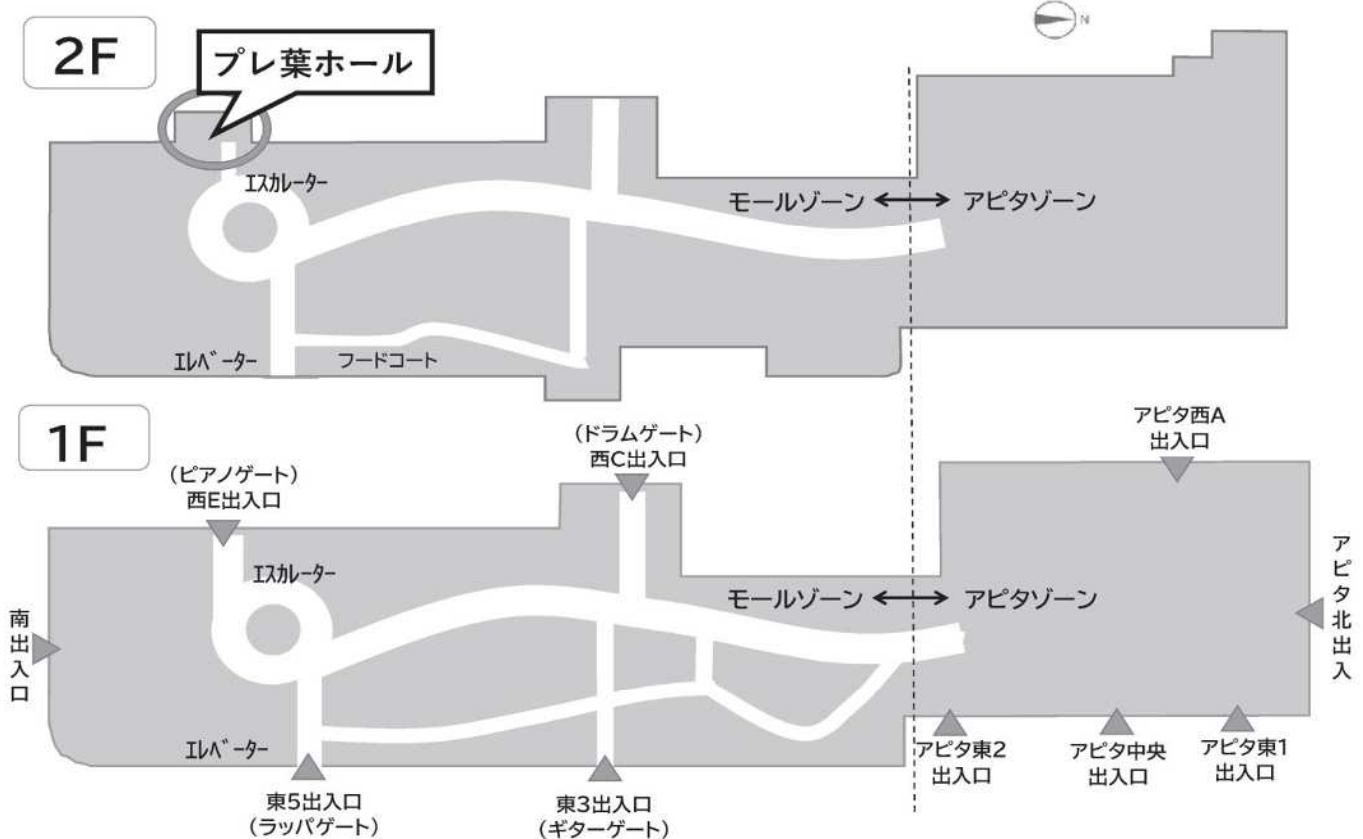 N
2F
プレ葉ホール
エスカレーター
モールゾーン
アピタゾーン
エレベーター
フードコート
1F
(ピアノゲート)
西E出入口
(ドラムゲート)
西C出入口
アピタ西A
出入口
エスカレーター
モールゾーン
アピタゾーン
南出入口
アピタ北出入
エレベーター
東5出入口
(ラッパゲート)
東3出入口
(ギターゲート)
アピタ東2
出入口
アピタ中央
出入口
アピタ東1
出入口